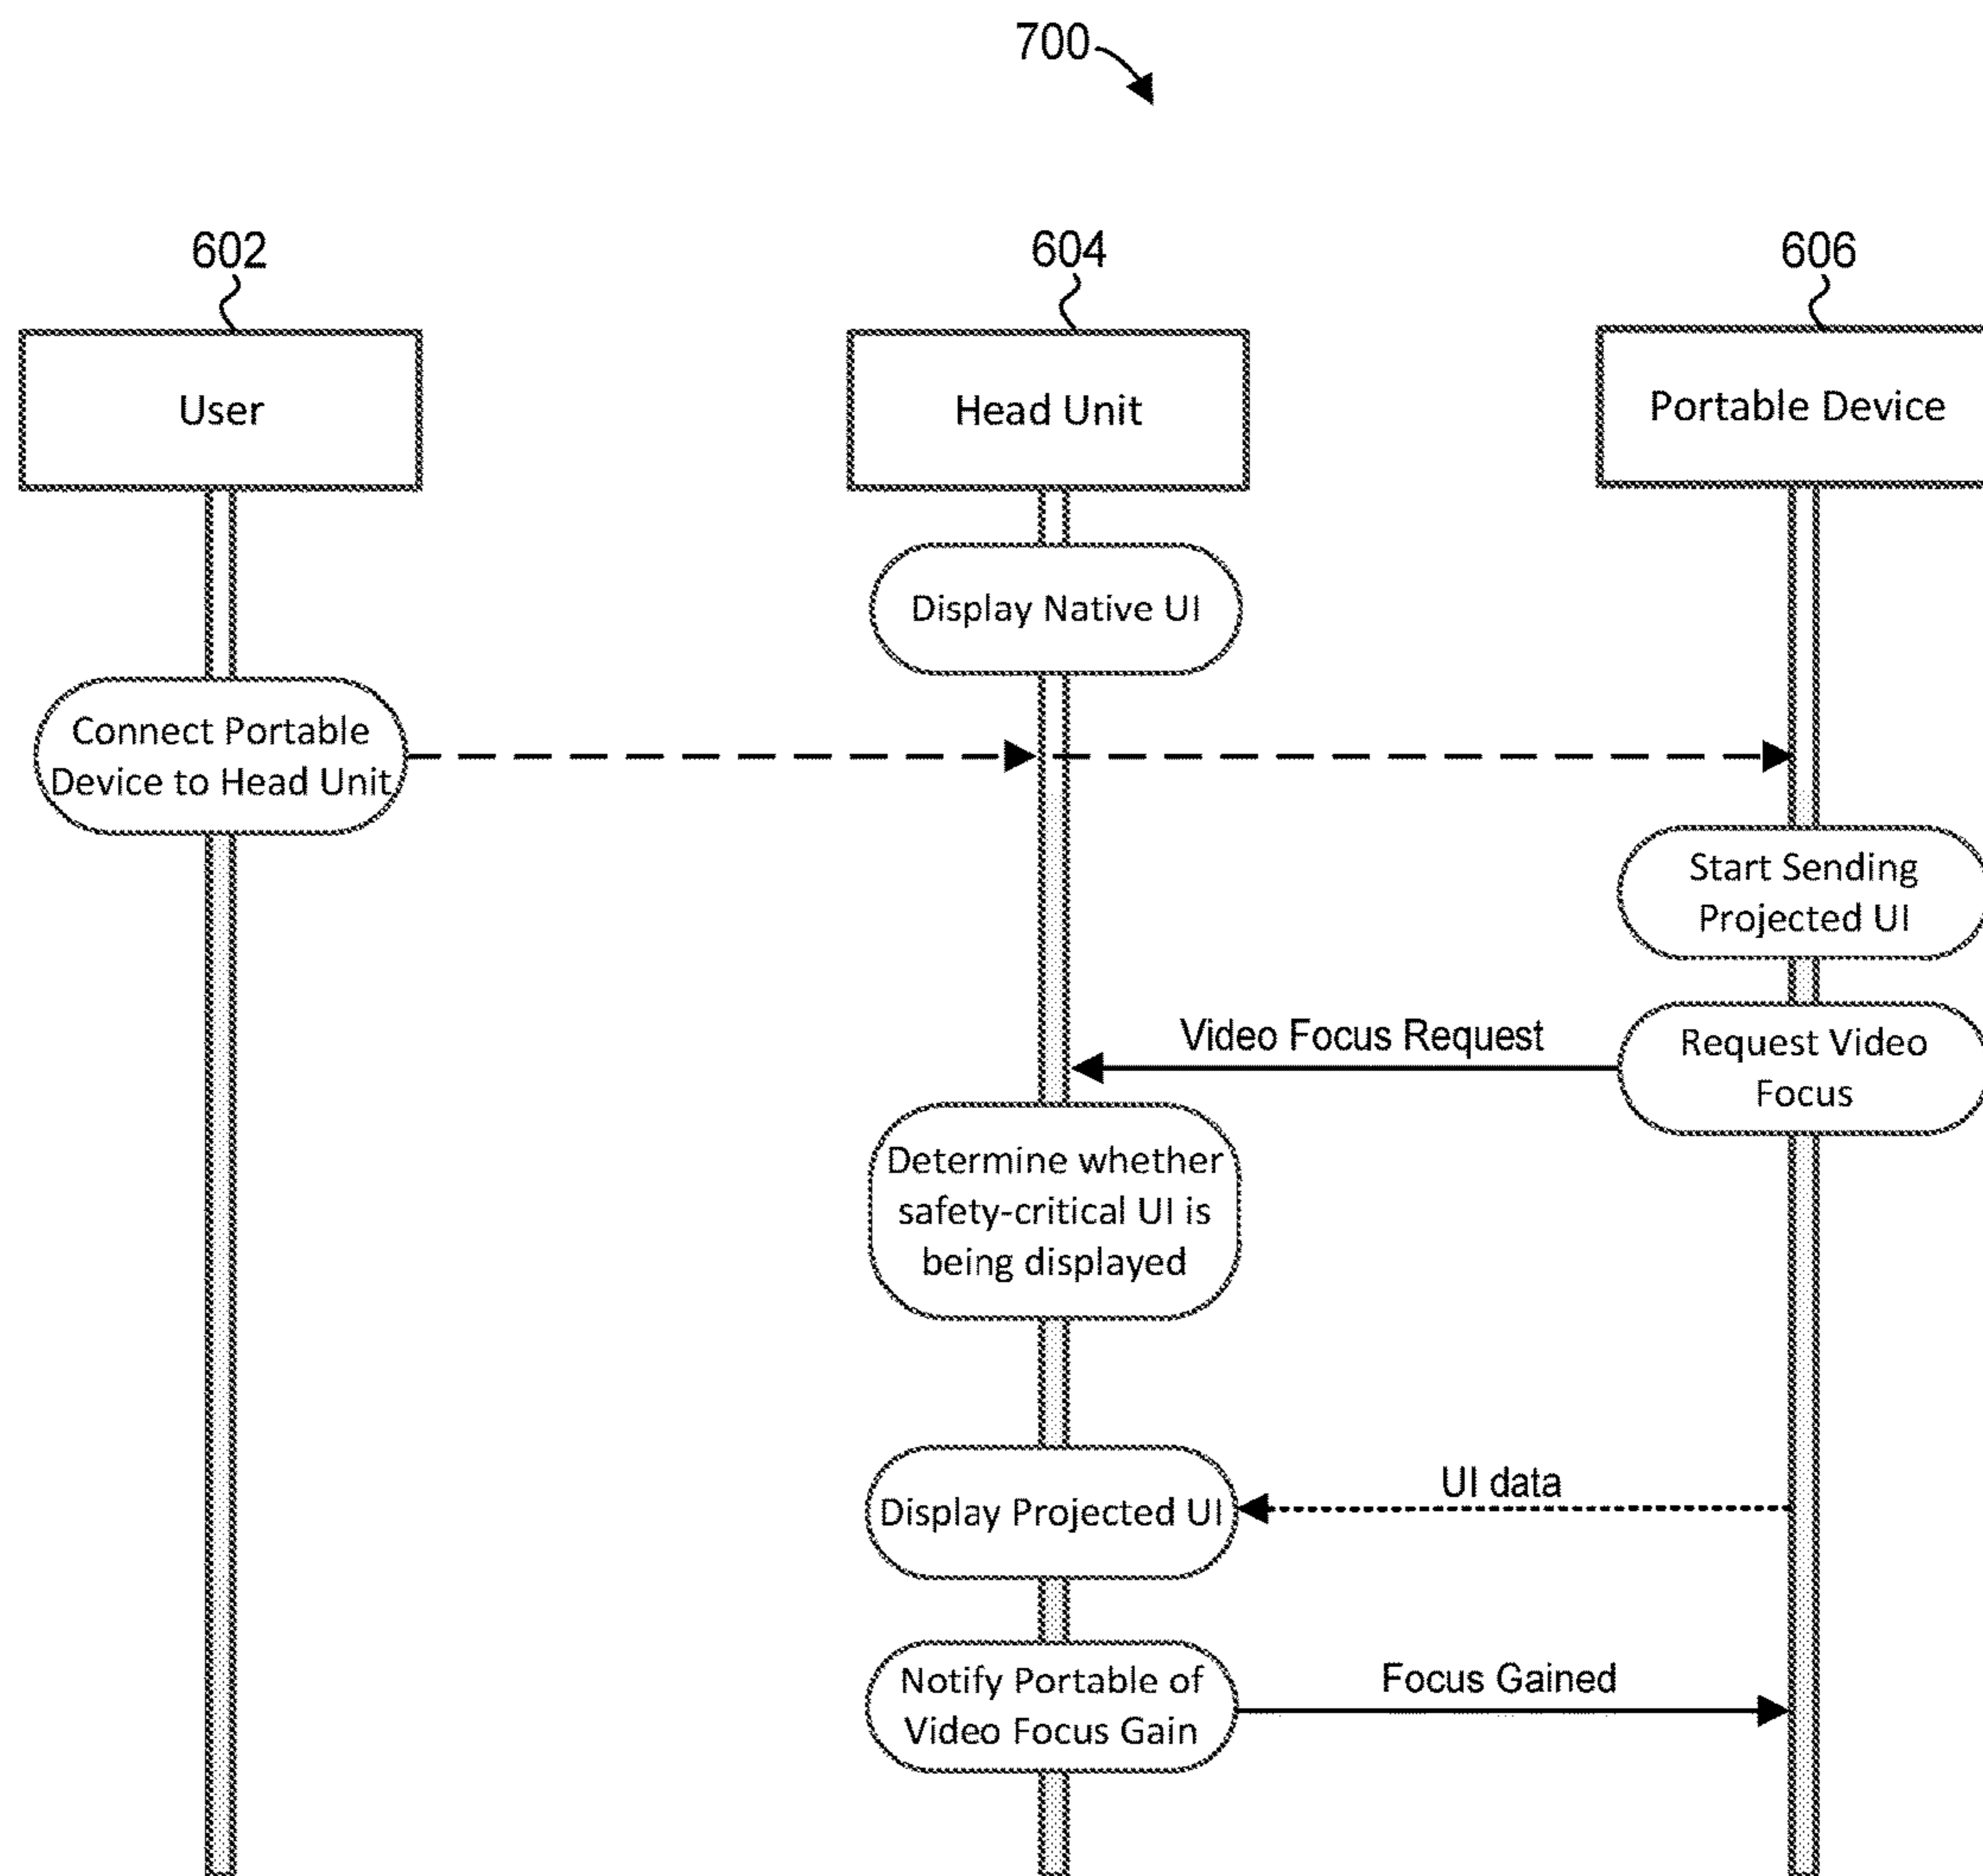 700
602
604
606
User
Head Unit
Portable Device
Display Native UI
Connect Portable
Device to Head Unit
Start Sending
Projected UI
Video Focus Request
Request Video
Focus
Determine whether
safety-critical UI is
being displayed
UI data
Display Projected UI
Notify Portable of
Video Focus Gain
Focus Gained